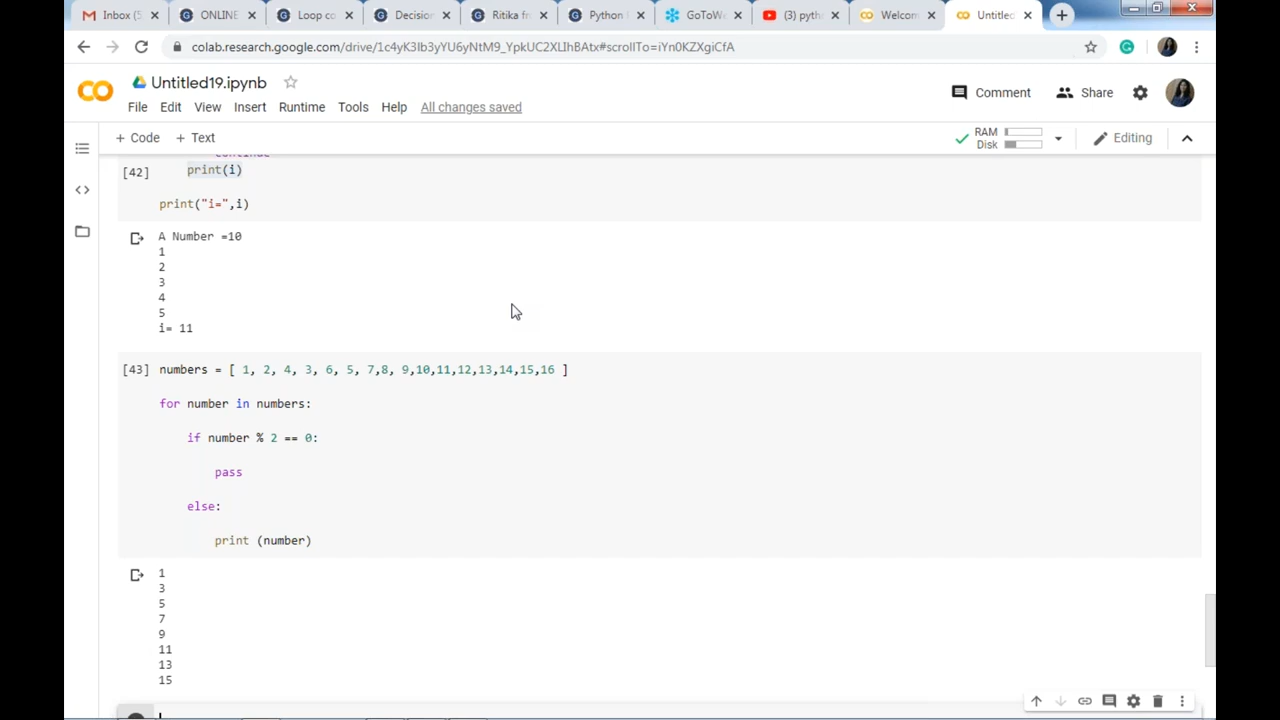 Inbox (5
ONLINE
Loop co
Decision
Ritika fr
Python
GoToW
(3) pyth
Welcom
Untitled
colab.research.google.com/drive/1c4yK3Ib3yYU6yNtM9_YpkUC2XLIhBAtx#scrollTo=iYn0KZXgiCfA
CO Untitled19.ipynb
Comment Share
File Edit View Insert Runtime Tools Help All changes saved
+ Code + Text
RAM
Disk
Editing
continue
[42] print(i)
print("i=",i)
A Number =10
1
2
3
4
5
i= 11
[43] numbers = [ 1, 2, 4, 3, 6, 5, 7,8, 9,10,11,12,13,14,15,16 ]
for number in numbers:
if number % 2 == 0:
pass
else:
print (number)
1
3
5
7
9
11
13
15